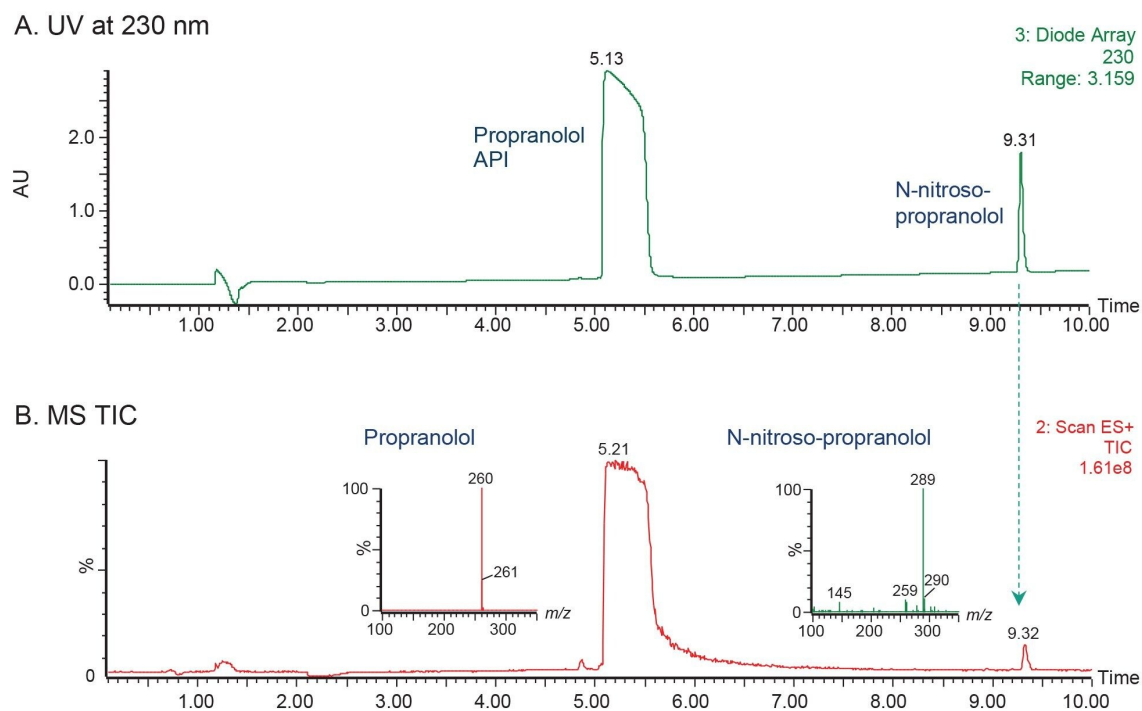 A. UV at 230 nm
3: Diode Array
230
Range: 3.159
5.13
Propranolol
API
9.31
N-nitroso-
propranolol
AU
2.0
1.0
0.0
Time
1.00 2.00 3.00 4.00 5.00 6.00 7.00 8.00 9.00 10.00
B. MS TIC
2: Scan ES+
TIC
1.61e8
Propranolol
5.21
N-nitroso-propranolol
260
100
%
261
0
m/z
100 200 300
289
100
%
145
259
290
0
m/z
100 200 300
9.32
%
0
Time
1.00 2.00 3.00 4.00 5.00 6.00 7.00 8.00 9.00 10.00